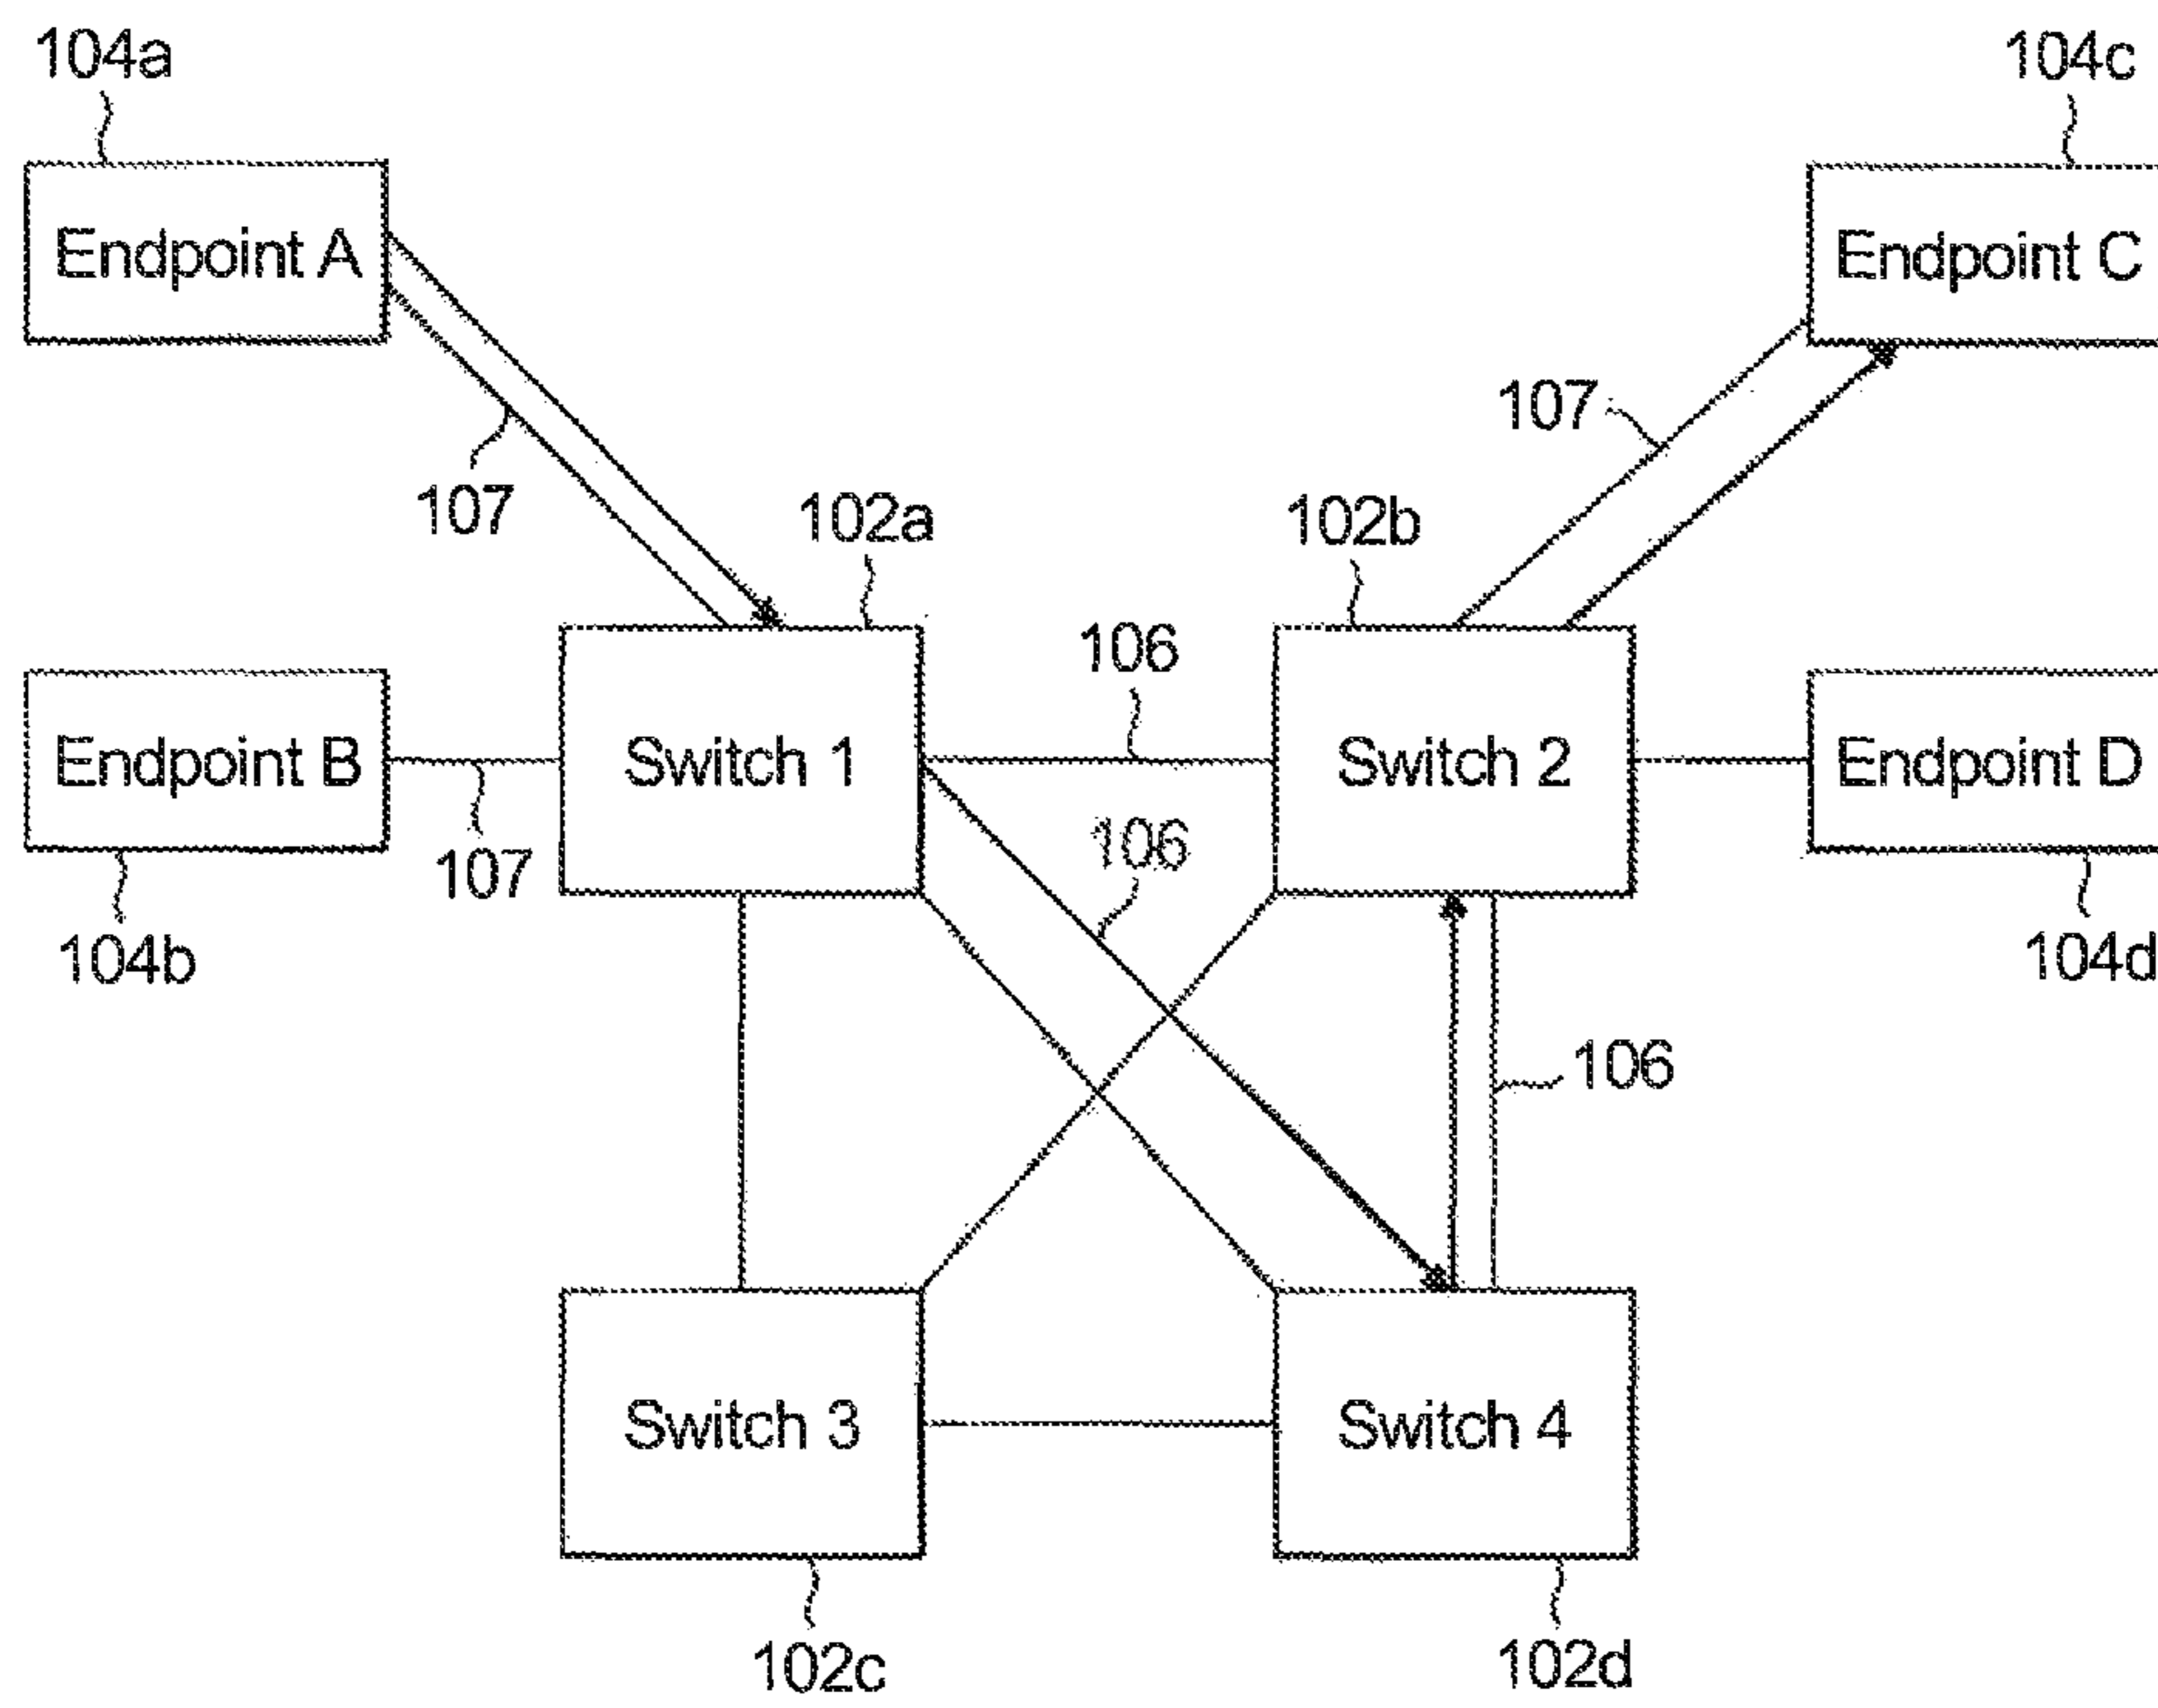 104a
104c
Endpoint A
Endpoint C
107
107
102a
102b
106
Endpoint B
Switch 1
Switch 2
Endpoint D
106
107
104b
104d
106
Switch 3
Switch 4
102c
102d